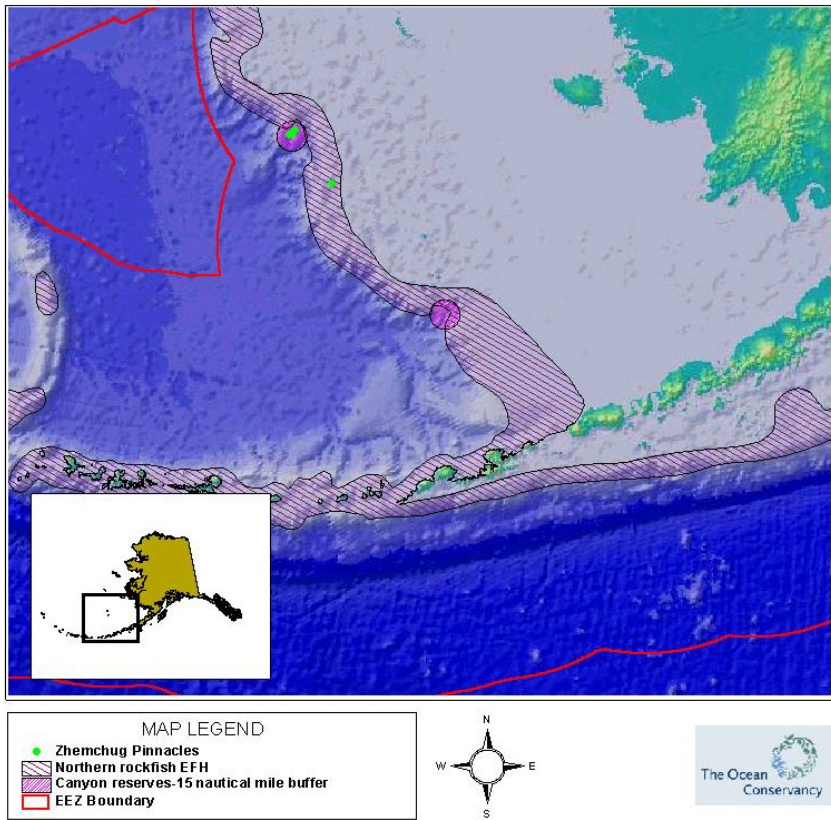 MAP LEGEND
Zhemchug Pinnacles
Northern rockfish EFH
Canyon reserves-15 nautical mile buffer
EEZ Boundary
N
W E
S
The Ocean
Conservancy